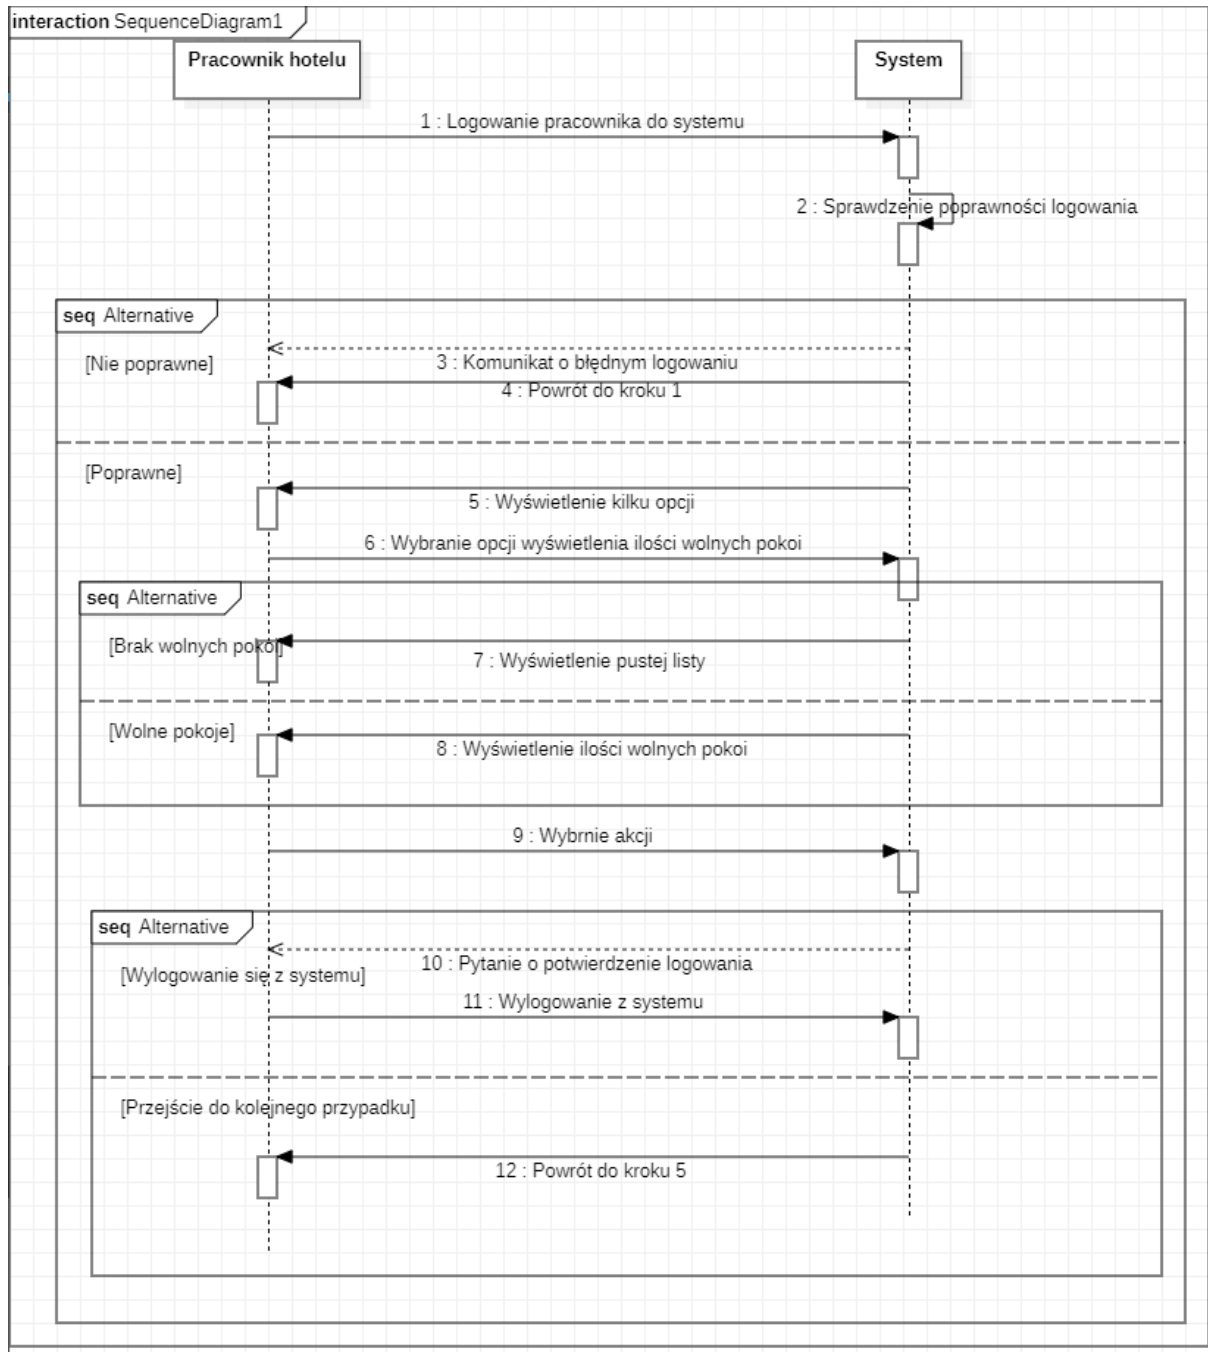 interaction SequenceDiagram1
Pracownik hotelu
System
1 : Logowanie pracownika do systemu
2 : Sprawdzenie poprawności logowania
seq Alternative
[Nie poprawne]
3 : Komunikat o błędnym logowaniu
4 : Powrót do kroku 1
[Poprawne]
5 : Wyświetlenie kilku opcji
6 : Wybranie opcji wyświetlenia ilości wolnych pokoi
seq Alternative
[Brak wolnych pokoi]
7 : Wyświetlenie pustej listy
[Wolne pokoje]
8 : Wyświetlenie ilości wolnych pokoi
9 : Wybrnie akcji
seq Alternative
10 : Pytanie o potwierdzenie logowania
[Wylogowanie się z systemu]
11 : Wylogowanie z systemu
[Przejście do kolejnego przypadku]
12 : Powrót do kroku 5